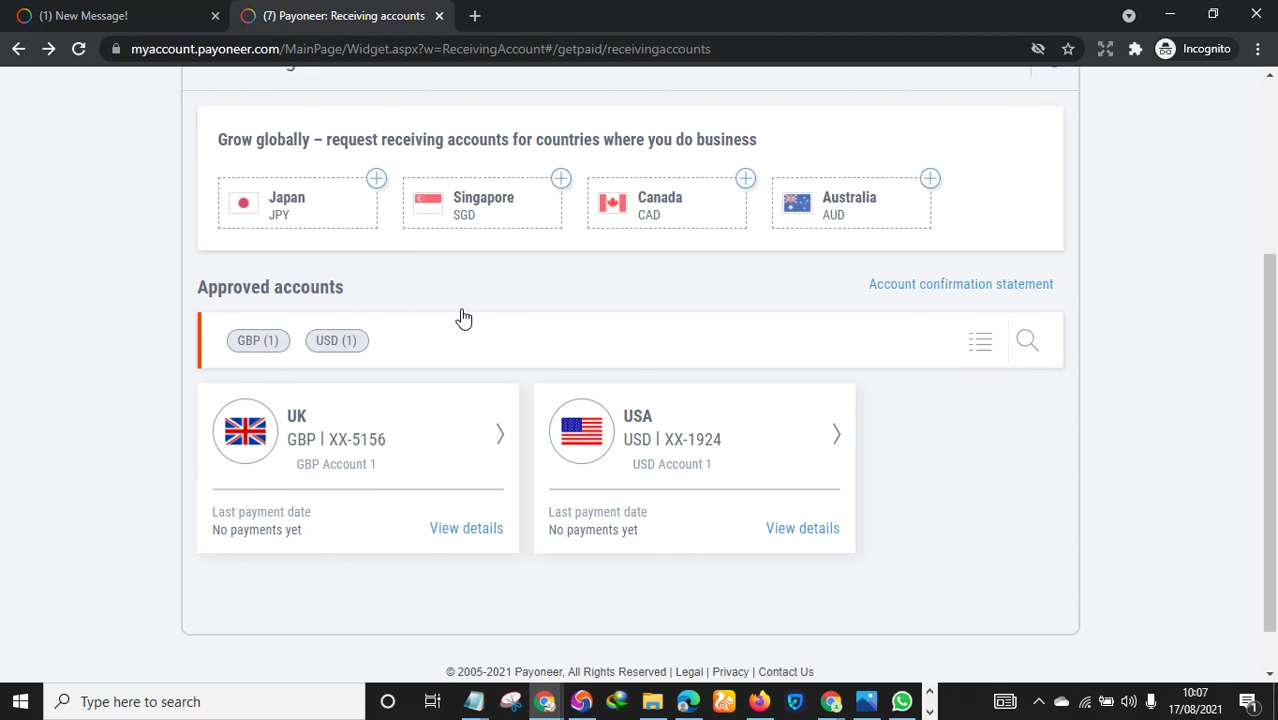 (1) New Message!
(7) Payoneer: Receiving accounts
myaccount.payoneer.com/MainPage/Widget.aspx?w=ReceivingAccount#/getpaid/receivingaccounts
Incognito
Grow globally – request receiving accounts for countries where you do business
Japan
JPY
Singapore
SGD
Canada
CAD
Australia
AUD
Approved accounts
Account confirmation statement
GBP (1)
USD (1)
UK
GBP | XX-5156
GBP Account 1
Last payment date
No payments yet
View details
USA
USD | XX-1924
USD Account 1
Last payment date
No payments yet
View details
© 2005-2021 Payoneer, All Rights Reserved | Legal | Privacy | Contact Us
Type here to search
10:07
17/08/2021
1